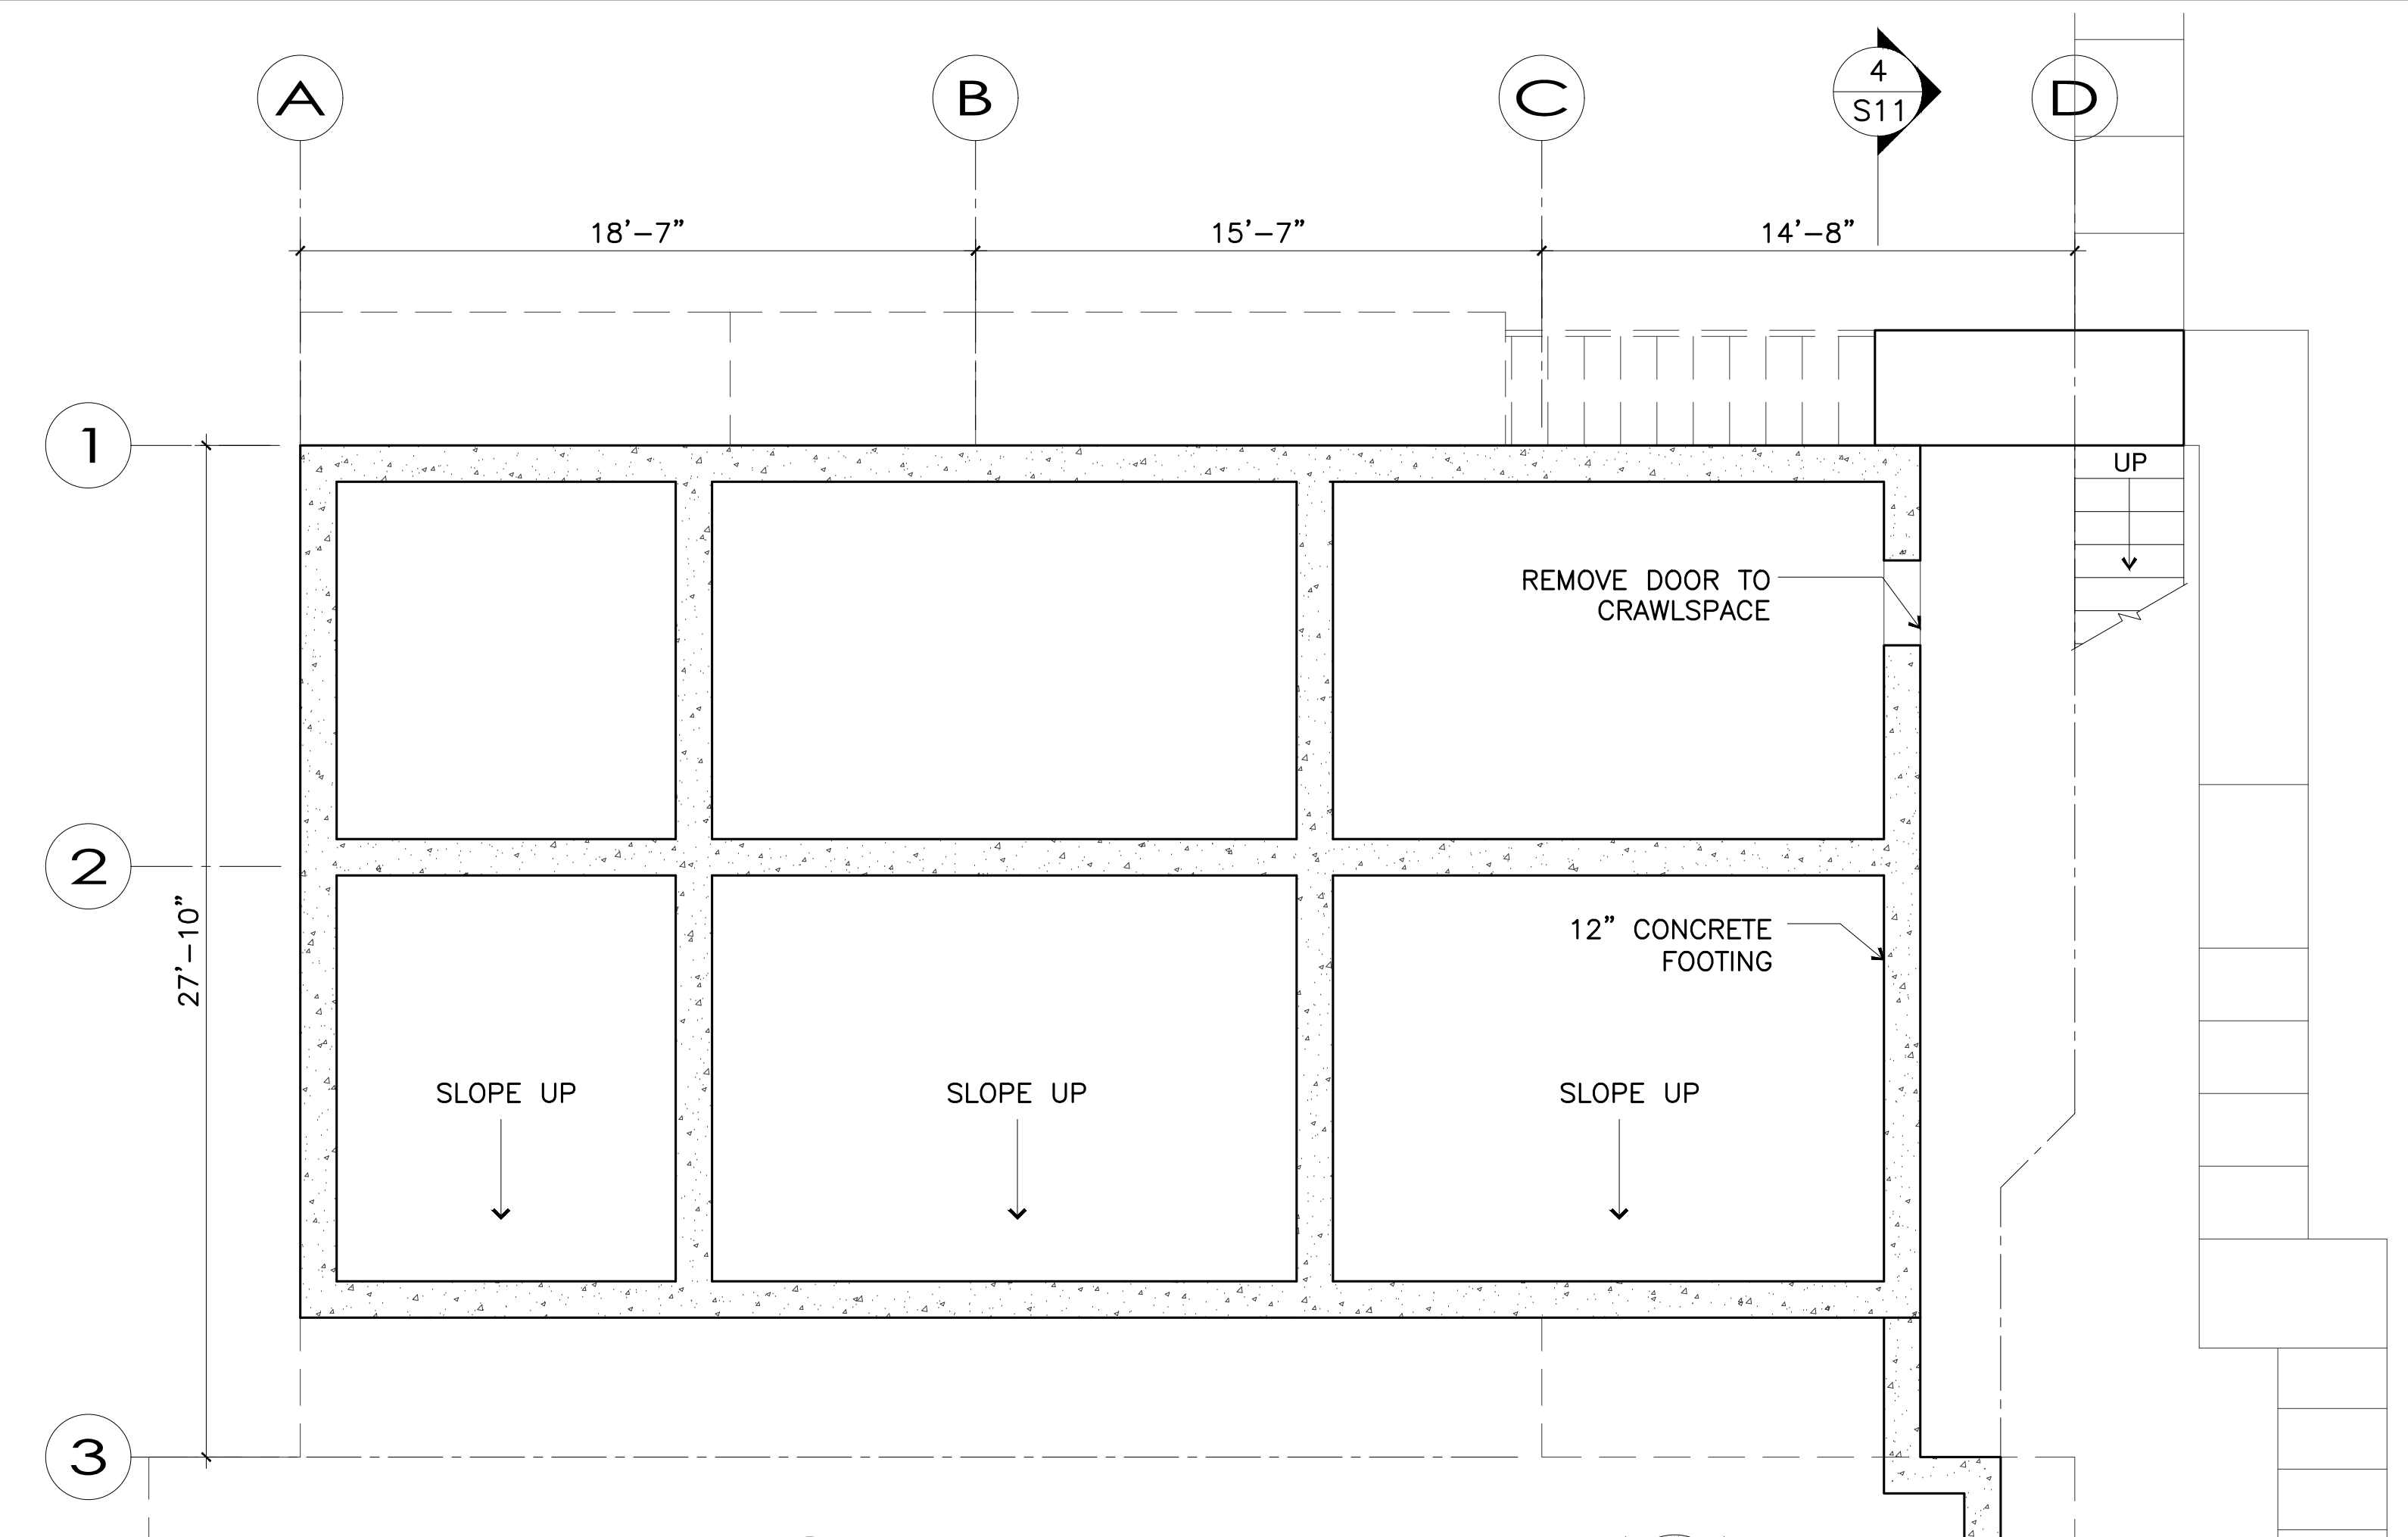 A
B
C
4
S11
D
18'-7"
15'-7"
14'-8"
1
UP
REMOVE DOOR TO
CRAWLSPACE
2
27'-10"
12" CONCRETE
FOOTING
SLOPE UP
SLOPE UP
SLOPE UP
3